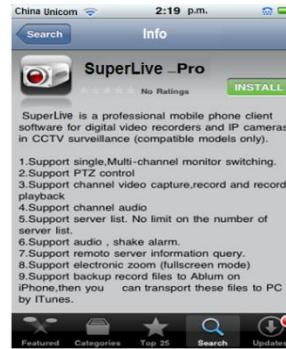 China Unicom 2:19 p.m.
Search Info
SuperLive –Pro
No Ratings INSTALL
SuperLive is a professional mobile phone client
software for digital video recorders and IP cameras
in CCTV surveillance (compatible models only).
1.Support single,Multi-channel monitor switching.
2.Support PTZ control
3.Support channel video capture,record and record
playback
4.Support channel audio
5.Support server list. No limit on the number of
server list.
6.Support audio , shake alarm.
7.Support remoto server information query.
8.Support electronic zoom (fullscreen mode)
9.Support backup record files to Ablum on
iPhone,then you can transport these files to PC
by ITunes.
Featured Categories Top 25 Search Updates